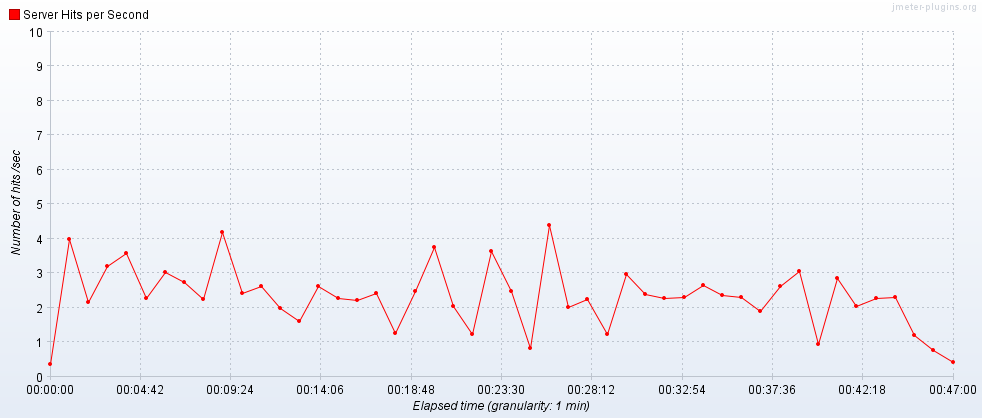 jmeter-plugins.org
Server Hits per Second
10
9
8
7
6
5
4
3
2
1
0
Number of hits /sec
00:00:00 00:04:42 00:09:24 00:14:06 00:18:48 00:23:30 00:28:12 00:32:54 00:37:36 00:42:18 00:47:00
Elapsed time (granularity: 1 min)